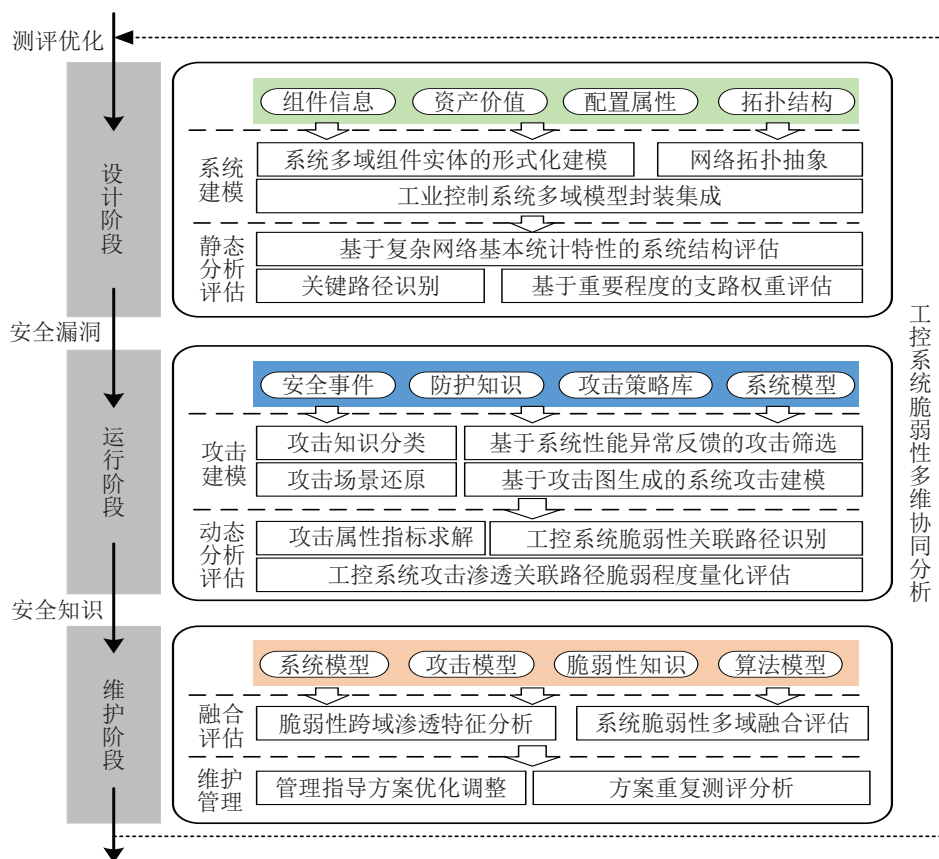 测评优化
设计阶段
组件信息
资产价值
配置属性
拓扑结构
系统
建模
系统多域组件实体的形式化建模
网络拓扑抽象
工业控制系统多域模型封装集成
静态
分析
评估
基于复杂网络基本统计特性的系统结构评估
关键路径识别
基于重要程度的支路权重评估
安全漏洞
运行阶段
安全事件
防护知识
攻击策略库
系统模型
攻击
建模
攻击知识分类
基于系统性能异常反馈的攻击筛选
攻击场景还原
基于攻击图生成的系统攻击建模
动态
分析
评估
攻击属性指标求解
工控系统脆弱性关联路径识别
工控系统攻击渗透关联路径脆弱程度量化评估
安全知识
维护阶段
系统模型
攻击模型
脆弱性知识
算法模型
融合
评估
脆弱性跨域渗透特征分析
系统脆弱性多域融合评估
维护
管理
管理指导方案优化调整
方案重复测评分析
工控系统脆弱性多维协同分析